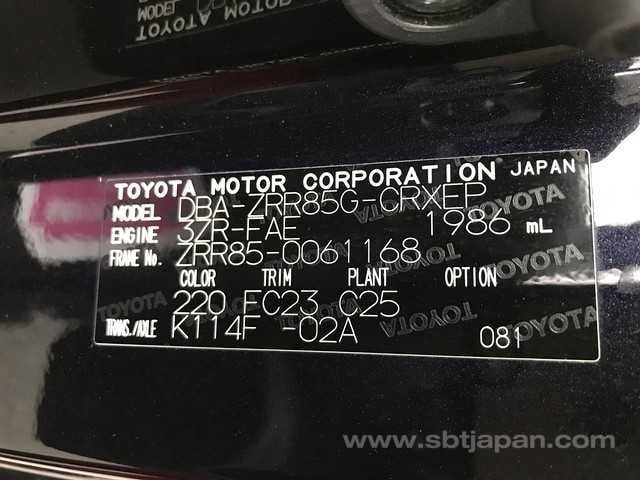 TOYOTA MOTOR CORPORATION JAPAN
MODEL DBA-ZRR85G-CRXEP
ENGINE 3ZR-FAE 1986 mL
FRAME No. ZRR85-0061168
COLOR TRIM PLANT OPTION
220 FC23 C25
TRANS./AXLE K114F -02A 081
www.sbtjapan.com